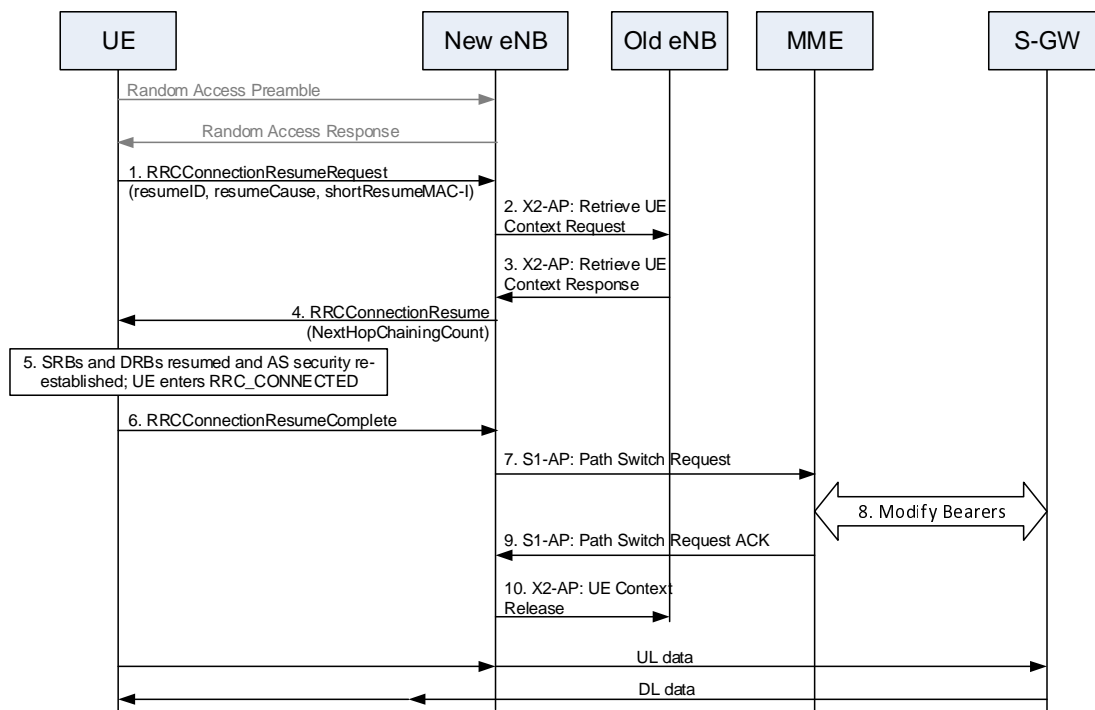 UE
New eNB
Old eNB
MME
S-GW
Random Access Preamble
Random Access Response
1. RRCConnectionResumeRequest
(resumeID, resumeCause, shortResumeMAC-I)
2. X2-AP: Retrieve UE
Context Request
3. X2-AP: Retrieve UE
Context Response
4. RRCConnectionResume
(NextHopChainingCount)
5. SRBs and DRBs resumed and AS security re-
established; UE enters RRC_CONNECTED
6. RRCConnectionResumeComplete
7. S1-AP: Path Switch Request
8. Modify Bearers
9. S1-AP: Path Switch Request ACK
10. X2-AP: UE Context
Release
UL data
DL data